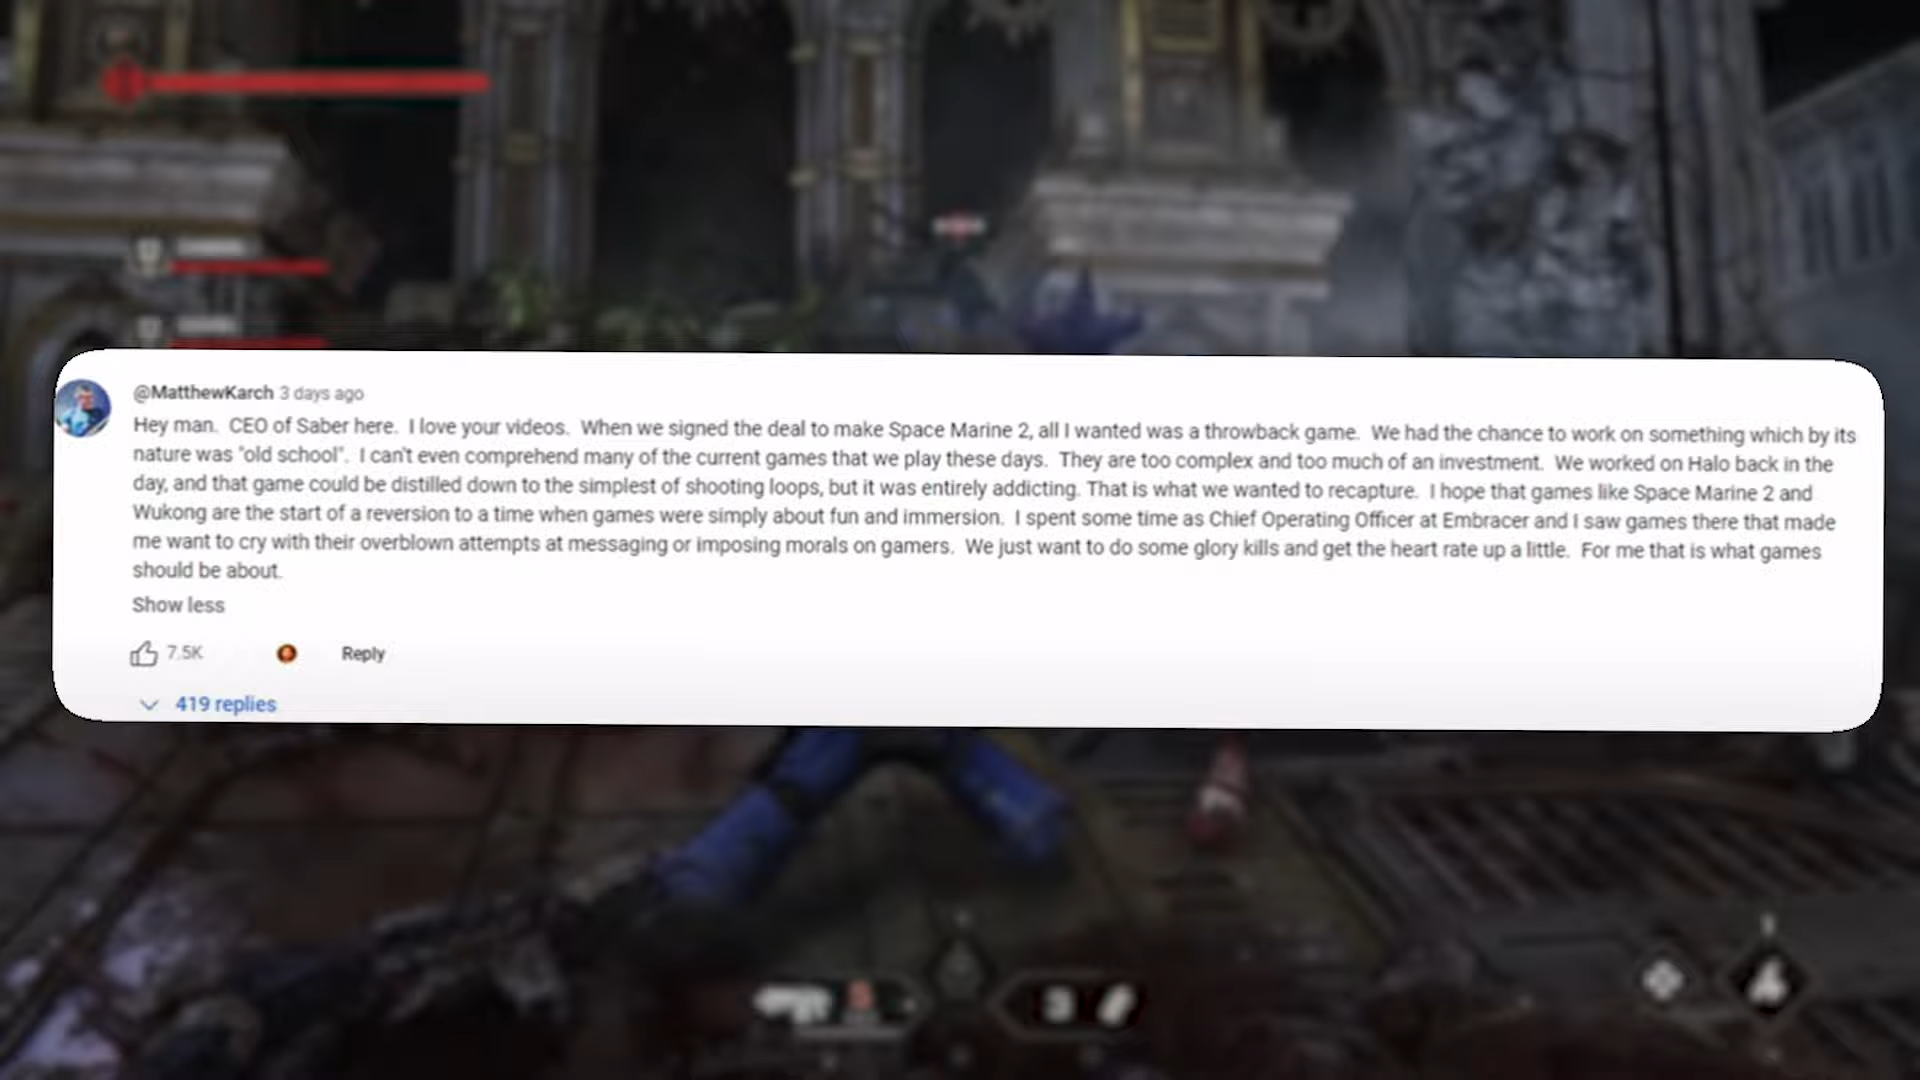 @MatthewKarch 3 days ago
Hey man. CEO of Saber here. I love your videos. When we signed the deal to make Space Marine 2, all I wanted was a throwback game. We had the chance to work on something which by its
nature was "old school". I can't even comprehend many of the current games that we play these days. They are too complex and too much of an investment. We worked on Halo back in the
day, and that game could be distilled down to the simplest of shooting loops, but it was entirely addicting. That is what we wanted to recapture. I hope that games like Space Marine 2 and
Wukong are the start of a reversion to a time when games were simply about fun and immersion. I spent some time as Chief Operating Officer at Embracer and I saw games there that made
me want to cry with their overblown attempts at messaging or imposing morals on gamers. We just want to do some glory kills and get the heart rate up a little. For me that is what games
should be about.
Show less
7.5K Reply
419 replies